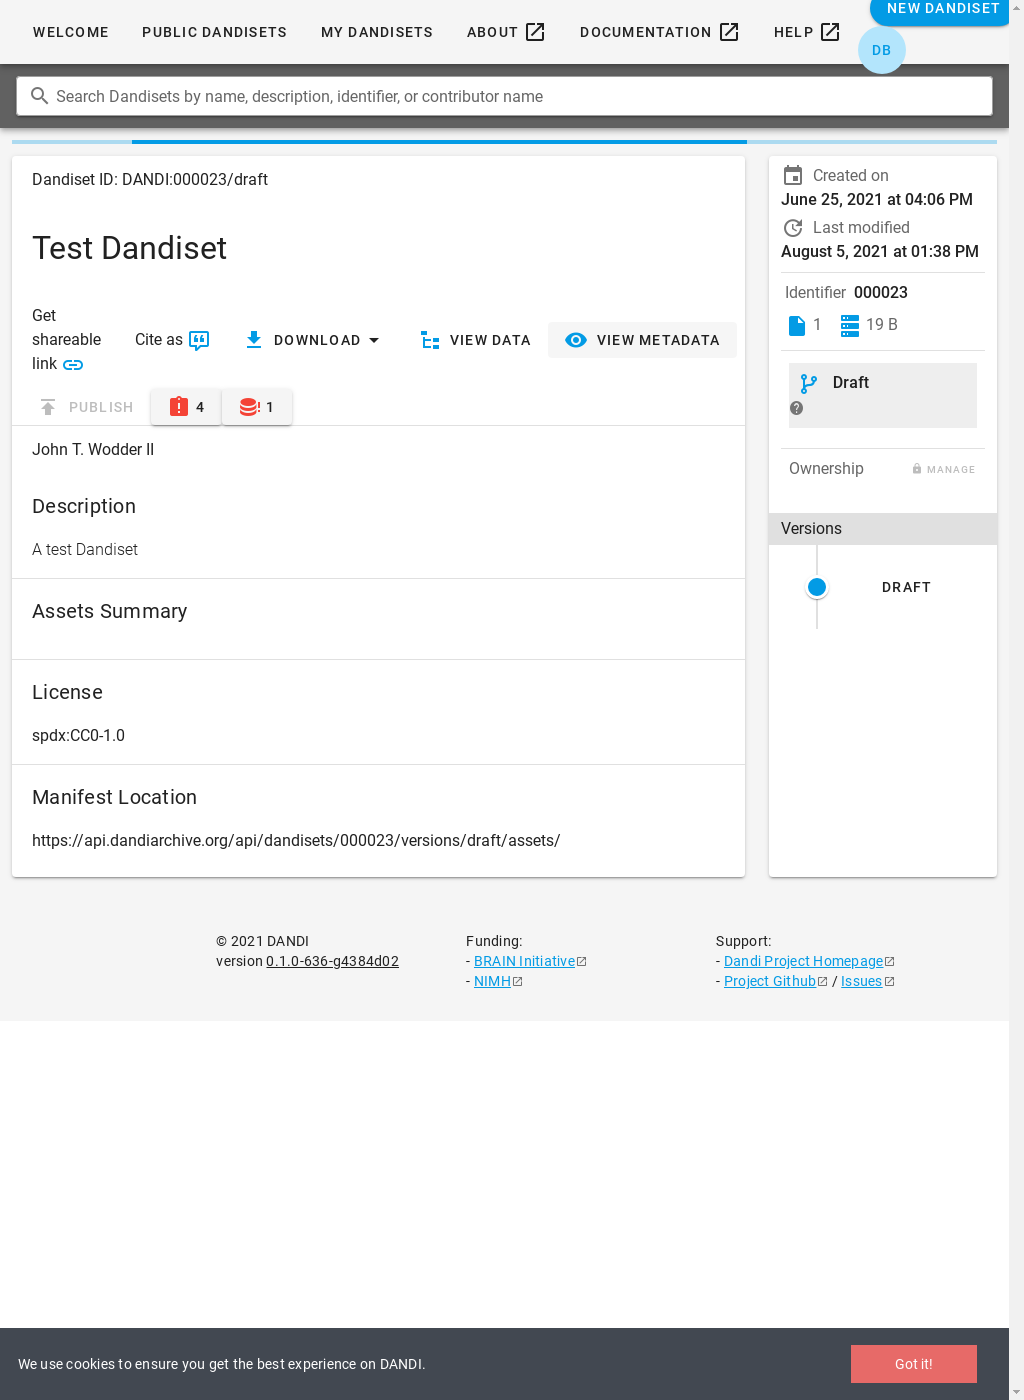 WELCOME PUBLIC DANDISETS MY DANDISETS ABOUT DOCUMENTATION HELP NEW DANDISET
DB
Search Dandisets by name, description, identifier, or contributor name
Dandiset ID: DANDI:000023/draft
Test Dandiset
Get shareable link
Cite as
DOWNLOAD
VIEW DATA
VIEW METADATA
PUBLISH
4
1
John T. Wodder II
Description
A test Dandiset
Assets Summary
License
spdx:CC0-1.0
Manifest Location
https://api.dandiarchive.org/api/dandisets/000023/versions/draft/assets/
Created on
June 25, 2021 at 04:06 PM
Last modified
August 5, 2021 at 01:38 PM
Identifier 000023
1 19 B
Draft
Ownership MANAGE
Versions
DRAFT
© 2021 DANDI
version 0.1.0-636-g4384d02
Funding:
- BRAIN Initiative
- NIMH
Support:
- Dandi Project Homepage
- Project Github / Issues
We use cookies to ensure you get the best experience on DANDI.
Got it!